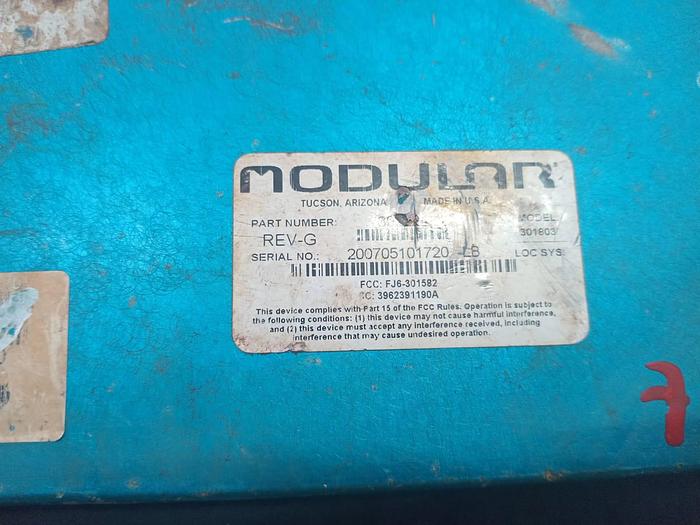 MODULAR
TUCSON, ARIZONA MADE IN U.S.A.
PART NUMBER: MODEL:
REV-G 301803
SERIAL NO.: 200705101720 -LB LOC SYS
FCC: FJ6-301582
IC: 3962391190A
This device complies with Part 15 of the FCC Rules. Operation is subject to
the following conditions: (1) this device may not cause harmful interference,
and (2) this device must accept any interference received, including
interference that may cause undesired operation.
7